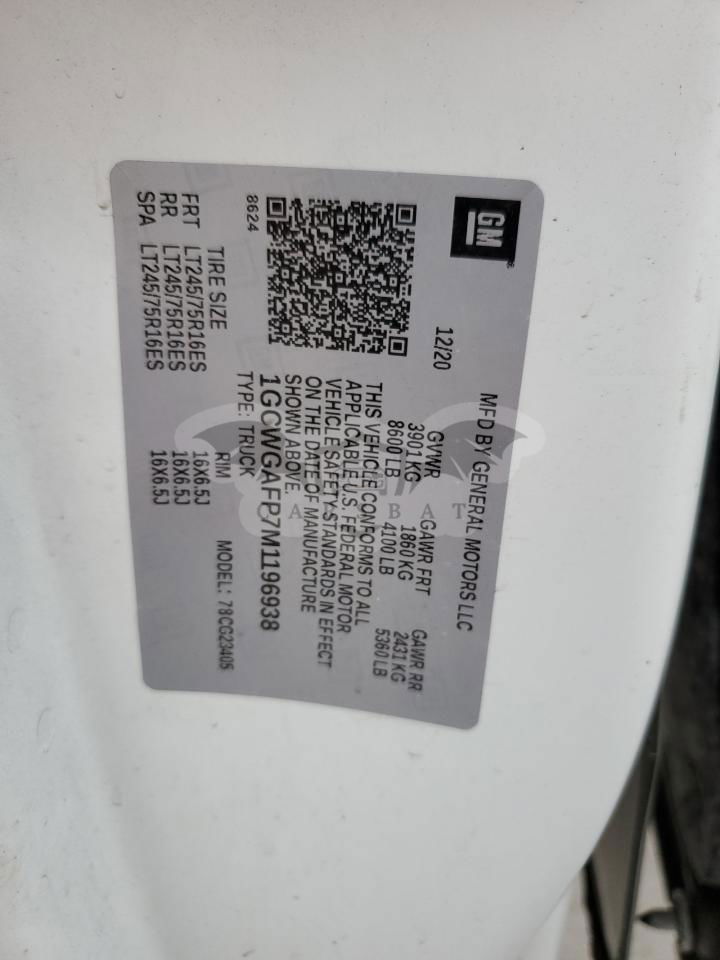 GM
MFD BY GENERAL MOTORS LLC
12/20
GVWR GAWR FRT GAWR RR
3901 KG 1860 KG 2431 KG
8600 LB 4100 LB 5360 LB
THIS VEHICLE CONFORMS TO ALL
APPLICABLE U.S. FEDERAL MOTOR
VEHICLE SAFETY STANDARDS IN EFFECT
ON THE DATE OF MANUFACTURE
SHOWN ABOVE.
1GCWGAFP7M1196938
TYPE: TRUCK MODEL: 78CG23405
8624
TIRE SIZE RIM
FRT LT245/75R16ES 16X6.5J
RR LT245/75R16ES 16X6.5J
SPA LT245/75R16ES 16X6.5J